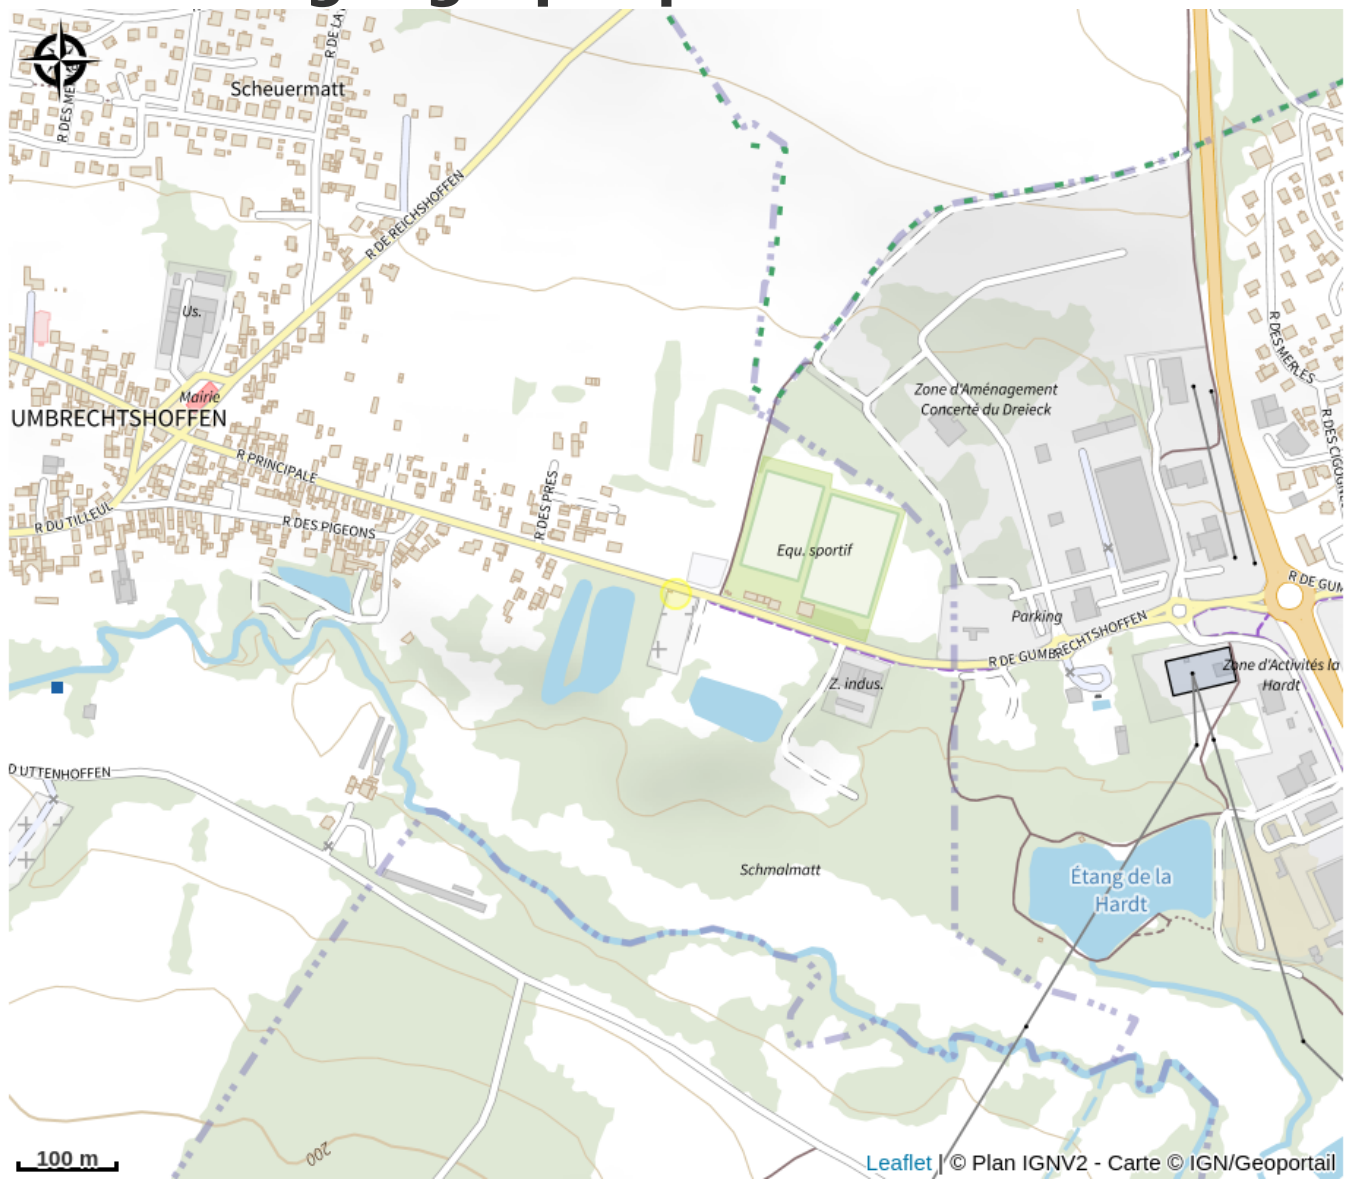 Scheuermatt
R DE LA
R DES ME
R DE REICHSHOFFEN
Us.
Mairie
UMBRECHTSHOFFEN
R PRINCIPALE
R DU TILLEUL
R DES PIGEONS
R DES PRES
Zone d'Aménagement
Concerté du Dreieck
R DES MERLES
R DES CIGOGNE
Equ. sportif
R DE GUM
Parking
R DE GUMBRECHTSHOFFEN
Z. indus.
Zone d'Activités la
Hardt
D UTTENHOFFEN
Schmalmatt
Étang de la
Hardt
200
100 m
Leaflet | © Plan IGNV2 - Carte © IGN/Geoportail